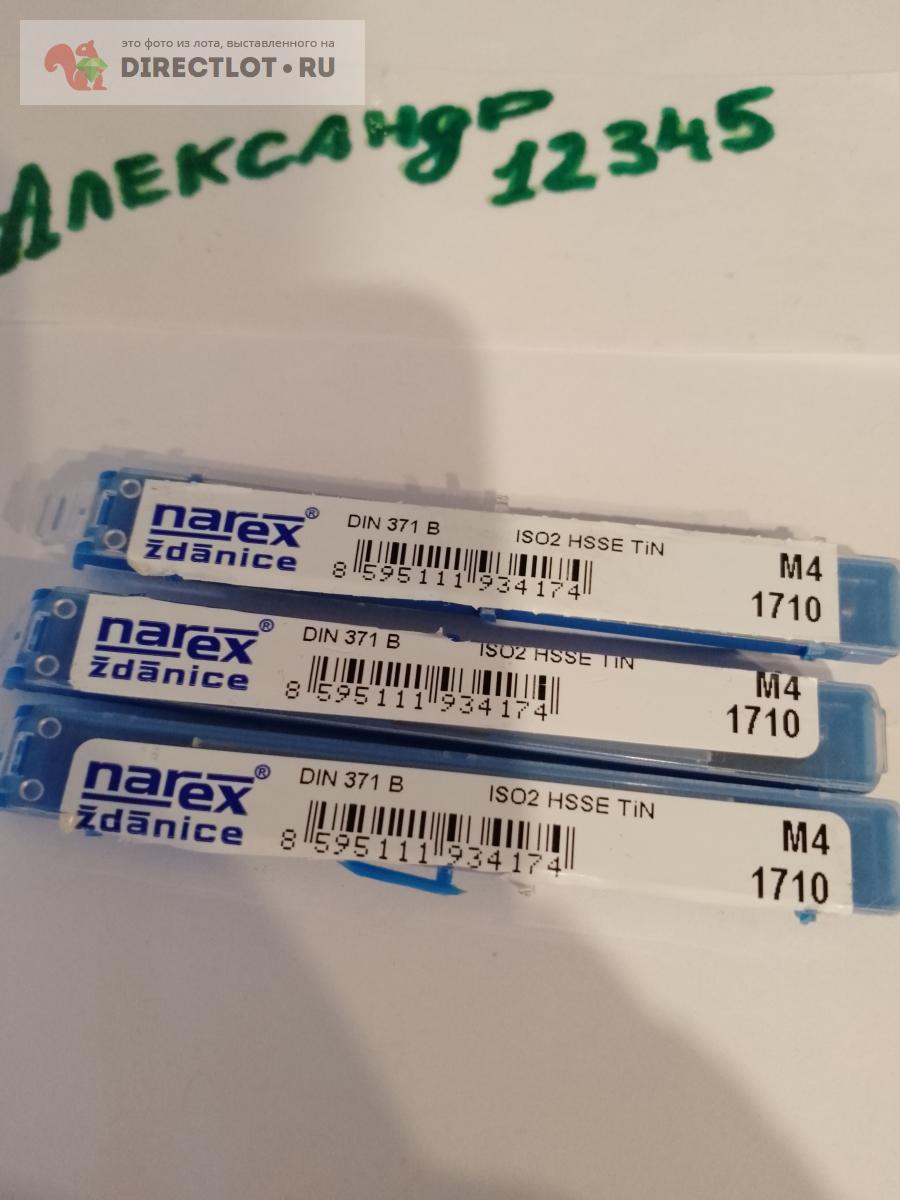 это фото из лота, выставленного на
DIRECTLOT.RU
Александр
12345
narex®
ždānice
DIN 371 B
ISO2 HSSE TiN
8 595111 934174
M4
1710
narex®
ždānice
DIN 371 B
ISO2 HSSE TiN
8 595111 934174
M4
1710
narex®
ždānice
DIN 371 B
ISO2 HSSE TiN
8 595111 934174
M4
1710